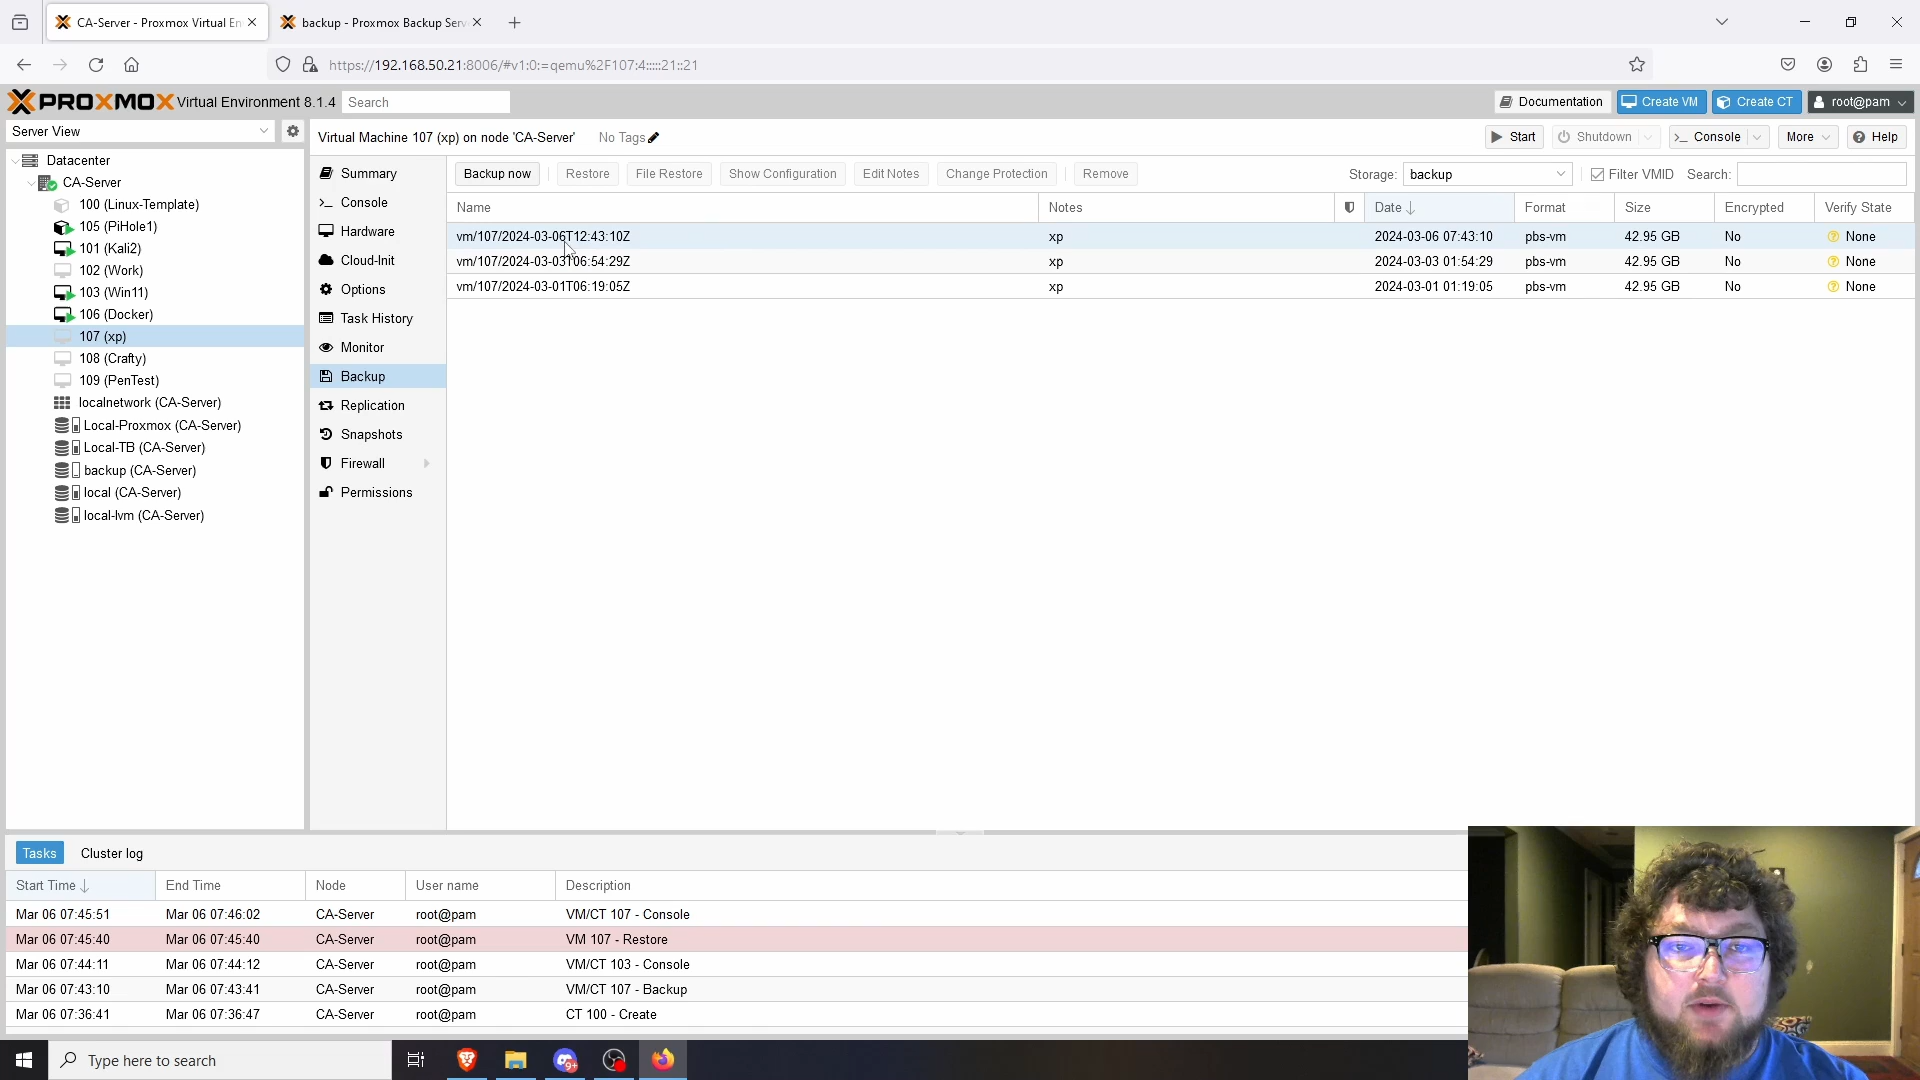 CA-Server - Proxmox Virtual En
backup - Proxmox Backup Serv
https://192.168.50.21:8006/#v1:0:=qemu%2F107:4:::::21::21
PROXMOX Virtual Environment 8.1.4
Search
Documentation
Create VM
Create CT
root@pam
Server View
Virtual Machine 107 (xp) on node 'CA-Server'
No Tags
Start
Shutdown
Console
More
Help
Datacenter
CA-Server
100 (Linux-Template)
105 (PiHole1)
101 (Kali2)
102 (Work)
103 (Win11)
106 (Docker)
107 (xp)
108 (Crafty)
109 (PenTest)
localnetwork (CA-Server)
Local-Proxmox (CA-Server)
Local-TB (CA-Server)
backup (CA-Server)
local (CA-Server)
local-lvm (CA-Server)
Summary
Console
Hardware
Cloud-Init
Options
Task History
Monitor
Backup
Replication
Snapshots
Firewall
Permissions
Backup now
Restore
File Restore
Show Configuration
Edit Notes
Change Protection
Remove
Storage:
backup
Filter VMID
Search:
Name Notes Date Format Size Encrypted Verify State
vm/107/2024-03-06T12:43:10Z xp 2024-03-06 07:43:10 pbs-vm 42.95 GB No None
vm/107/2024-03-03T06:54:29Z xp 2024-03-03 01:54:29 pbs-vm 42.95 GB No None
vm/107/2024-03-01T06:19:05Z xp 2024-03-01 01:19:05 pbs-vm 42.95 GB No None
Tasks
Cluster log
Start Time End Time Node User name Description
Mar 06 07:45:51 Mar 06 07:46:02 CA-Server root@pam VM/CT 107 - Console
Mar 06 07:45:40 Mar 06 07:45:40 CA-Server root@pam VM 107 - Restore
Mar 06 07:44:11 Mar 06 07:44:12 CA-Server root@pam VM/CT 103 - Console
Mar 06 07:43:10 Mar 06 07:43:41 CA-Server root@pam VM/CT 107 - Backup
Mar 06 07:36:41 Mar 06 07:36:47 CA-Server root@pam CT 100 - Create
Type here to search
9+